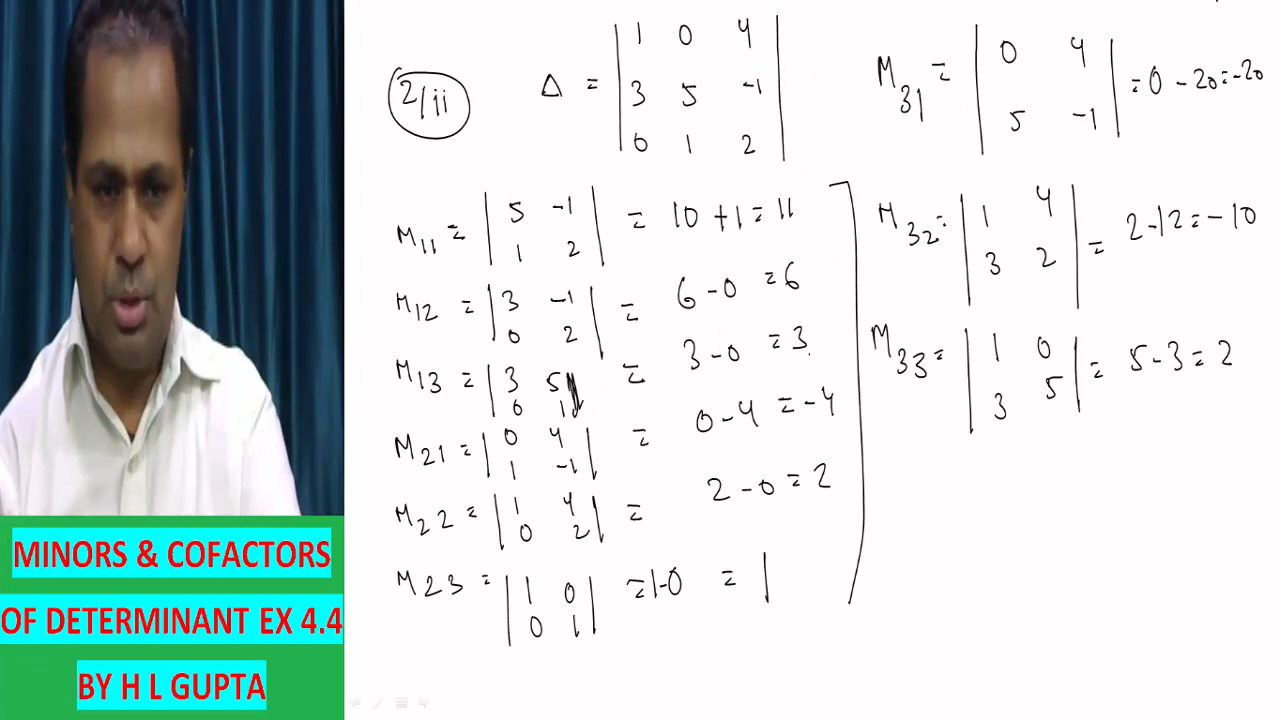 2/ii
Δ = | 1 0 4 |
| 3 5 -1 |
| 0 1 2 |
M11 = | 5 -1 | = 10 + 1 = 11
| 1 2 |
M12 = | 3 -1 | = 6 - 0 = 6
| 0 2 |
M13 = | 3 5 | = 3 - 0 = 3.
| 0 1 |
M21 = | 0 4 | = 0 - 4 = -4
| 1 -1 |
M22 = | 1 4 | = 2 - 0 = 2
| 0 2 |
M23 = | 1 0 | = 1-0 = 1
| 0 1 |
M31 = | 0 4 | = 0 - 20 = -20
| 5 -1 |
M32 = | 1 4 | = 2 - 12 = -10
| 3 2 |
M33 = | 1 0 | = 5 - 3 = 2
| 3 5 |
MINORS & COFACTORS
OF DETERMINANT EX 4.4
BY H L GUPTA